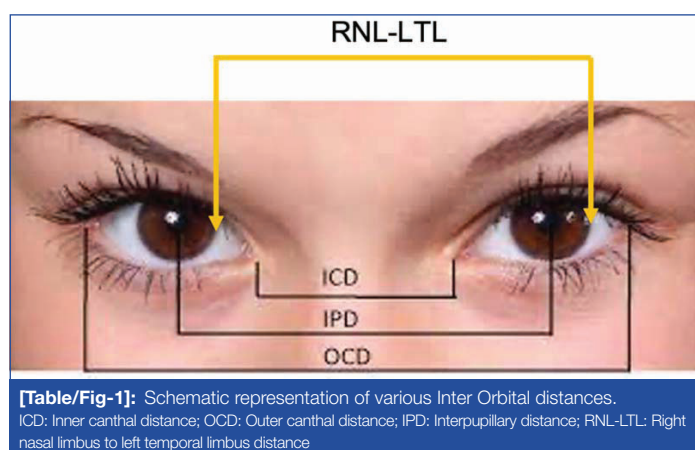 RNL-LTL
ICD
IPD
OCD
[Table/Fig-1]: Schematic representation of various Inter Orbital distances.
ICD: Inner canthal distance; OCD: Outer canthal distance; IPD: Interpupillary distance; RNL-LTL: Right
nasal limbus to left temporal limbus distance